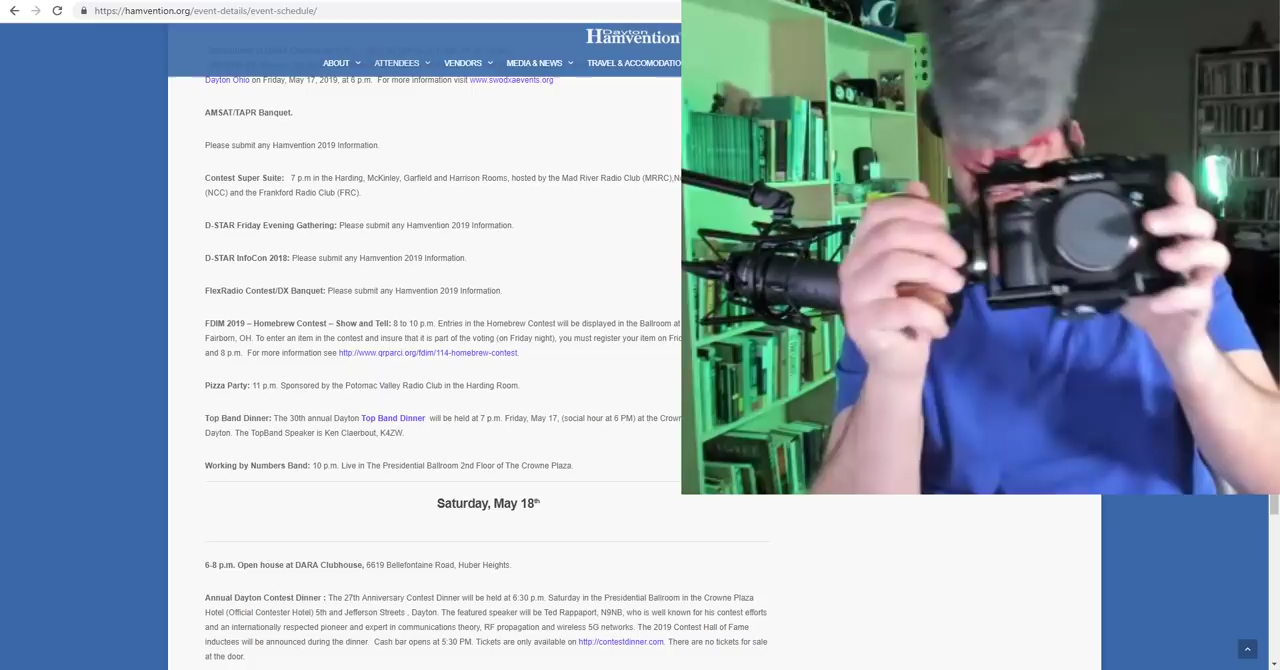 https://hamvention.org/event-details/event-schedule/
Dayton
Hamvention
ABOUT ATTENDEES VENDORS MEDIA & NEWS TRAVEL & ACCOMODATIO
Dayton Ohio on Friday, May 17, 2019, at 6 p.m. For more information visit www.swodxaevents.org
AMSAT/TAPR Banquet.
Please submit any Hamvention 2019 Information.
Contest Super Suite: 7 p.m in the Harding, McKinley, Garfield and Harrison Rooms, hosted by the Mad River Radio Club (MRRC),
(NCC) and the Frankford Radio Club (FRC).
D-STAR Friday Evening Gathering: Please submit any Hamvention 2019 Information.
D-STAR InfoCon 2018: Please submit any Hamvention 2019 Information.
FlexRadio Contest/DX Banquet: Please submit any Hamvention 2019 Information.
FDIM 2019 – Homebrew Contest – Show and Tell: 8 to 10 p.m. Entries in the Homebrew Contest will be displayed in the Ballroom at
Fairborn, OH. To enter an item in the contest and insure that it is part of the voting (on Friday night), you must register your item on Fri
and 8 p.m. For more information see http://www.qrparci.org/fdim/114-homebrew-contest.
Pizza Party: 11 p.m. Sponsored by the Potomac Valley Radio Club in the Harding Room.
Top Band Dinner: The 30th annual Dayton Top Band Dinner will be held at 7 p.m. Friday, May 17, (social hour at 6 PM) at the Crown
Dayton. The TopBand Speaker is Ken Claerbout, K4ZW.
Working by Numbers Band: 10 p.m. Live in The Presidential Ballroom 2nd Floor of The Crowne Plaza.
Saturday, May 18th
6-8 p.m. Open house at DARA Clubhouse, 6619 Bellefontaine Road, Huber Heights.
Annual Dayton Contest Dinner : The 27th Anniversary Contest Dinner will be held at 6:30 p.m. Saturday in the Presidential Ballroom in the Crowne Plaza
Hotel (Official Contester Hotel) 5th and Jefferson Streets , Dayton. The featured speaker will be Ted Rappaport, N9NB, who is well known for his contest efforts
and an internationally respected pioneer and expert in communications theory, RF propagation and wireless 5G networks. The 2019 Contest Hall of Fame
inductees will be announced during the dinner. Cash bar opens at 5:30 PM. Tickets are only available on http://contestdinner.com. There are no tickets for sale
at the door.